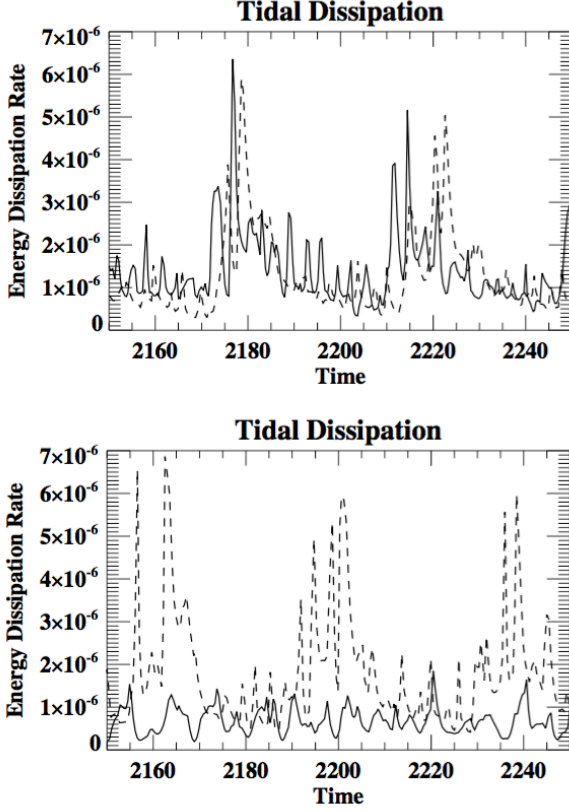 Tidal Dissipation
7×10⁻⁶
6×10⁻⁶
5×10⁻⁶
4×10⁻⁶
3×10⁻⁶
2×10⁻⁶
1×10⁻⁶
0
Energy Dissipation Rate
2160 2180 2200 2220 2240
Time
Tidal Dissipation
7×10⁻⁶
6×10⁻⁶
5×10⁻⁶
4×10⁻⁶
3×10⁻⁶
2×10⁻⁶
1×10⁻⁶
0
Energy Dissipation Rate
2160 2180 2200 2220 2240
Time